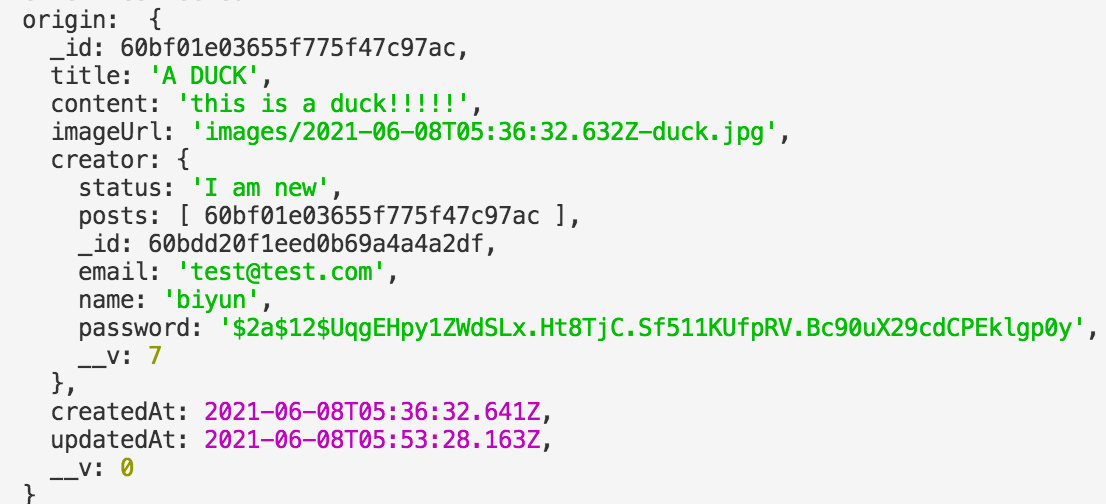 origin:  {
  _id: 60bf01e03655f775f47c97ac,
  title: 'A DUCK',
  content: 'this is a duck!!!!!',
  imageUrl: 'images/2021-06-08T05:36:32.632Z-duck.jpg',
  creator: {
    status: 'I am new',
    posts: [ 60bf01e03655f775f47c97ac ],
    _id: 60bdd20f1eed0b69a4a4a2df,
    email: 'test@test.com',
    name: 'biyun',
    password: '$2a$12$UqgEHpy1ZWdSLx.Ht8TjC.Sf511KUfpRV.Bc90uX29cdCPEklgp0y',
    __v: 7
  },
  createdAt: 2021-06-08T05:36:32.641Z,
  updatedAt: 2021-06-08T05:53:28.163Z,
  __v: 0
}